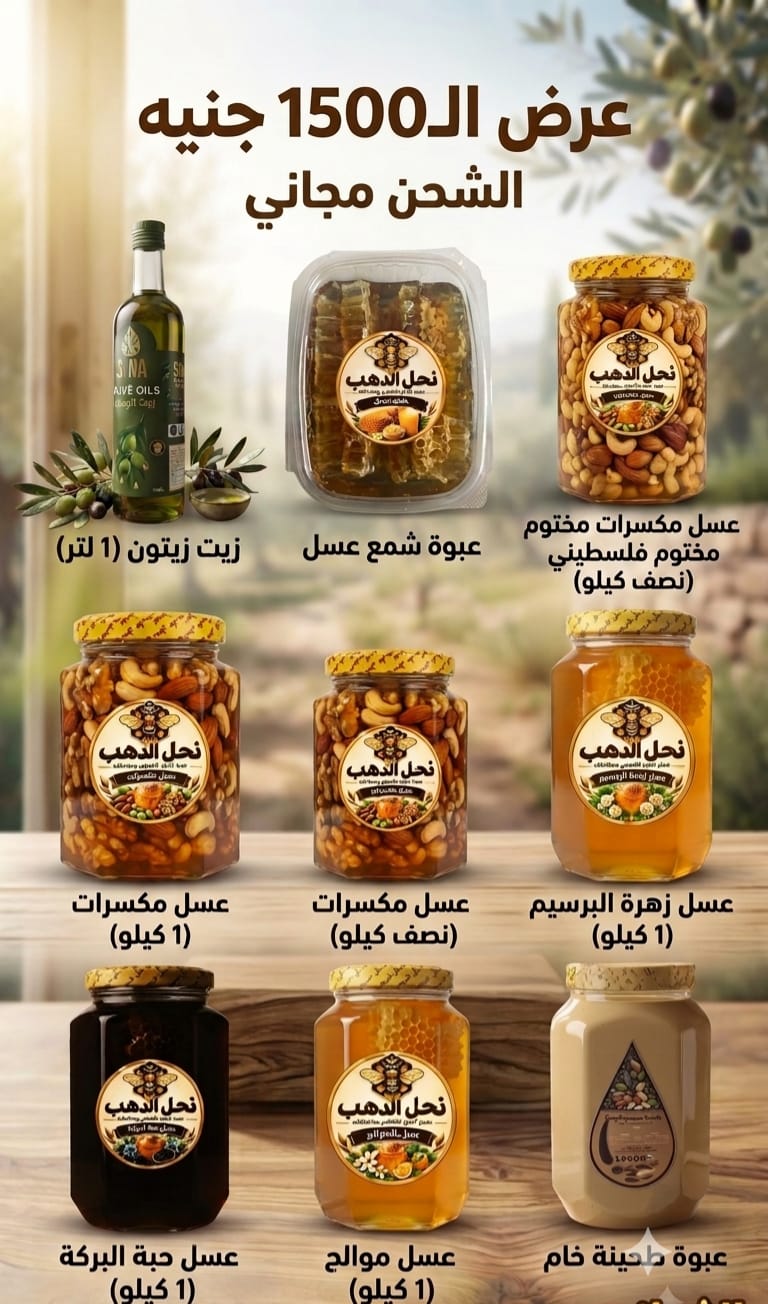 عرض الـ1500 جنيه
الشحن مجاني
S NA
نحل الدهب
نحل الدهب
زيت زيتون (1 لتر)
عبوة شمع عسل
عسل مكسرات مختوم
مختوم فلسطيني
(نصف كيلو)
نحل الدهب
نحل الدهب
نحل الدهب
عسل مكسرات
(1 كيلو)
عسل مكسرات
(نصف كيلو)
عسل زهرة البرسيم
(1 كيلو)
نحل الدهب
نحل الدهب
عسل حبة البركة
(1 كيلو)
عسل موالح
(1 كيلو)
عبوة طحينة خام